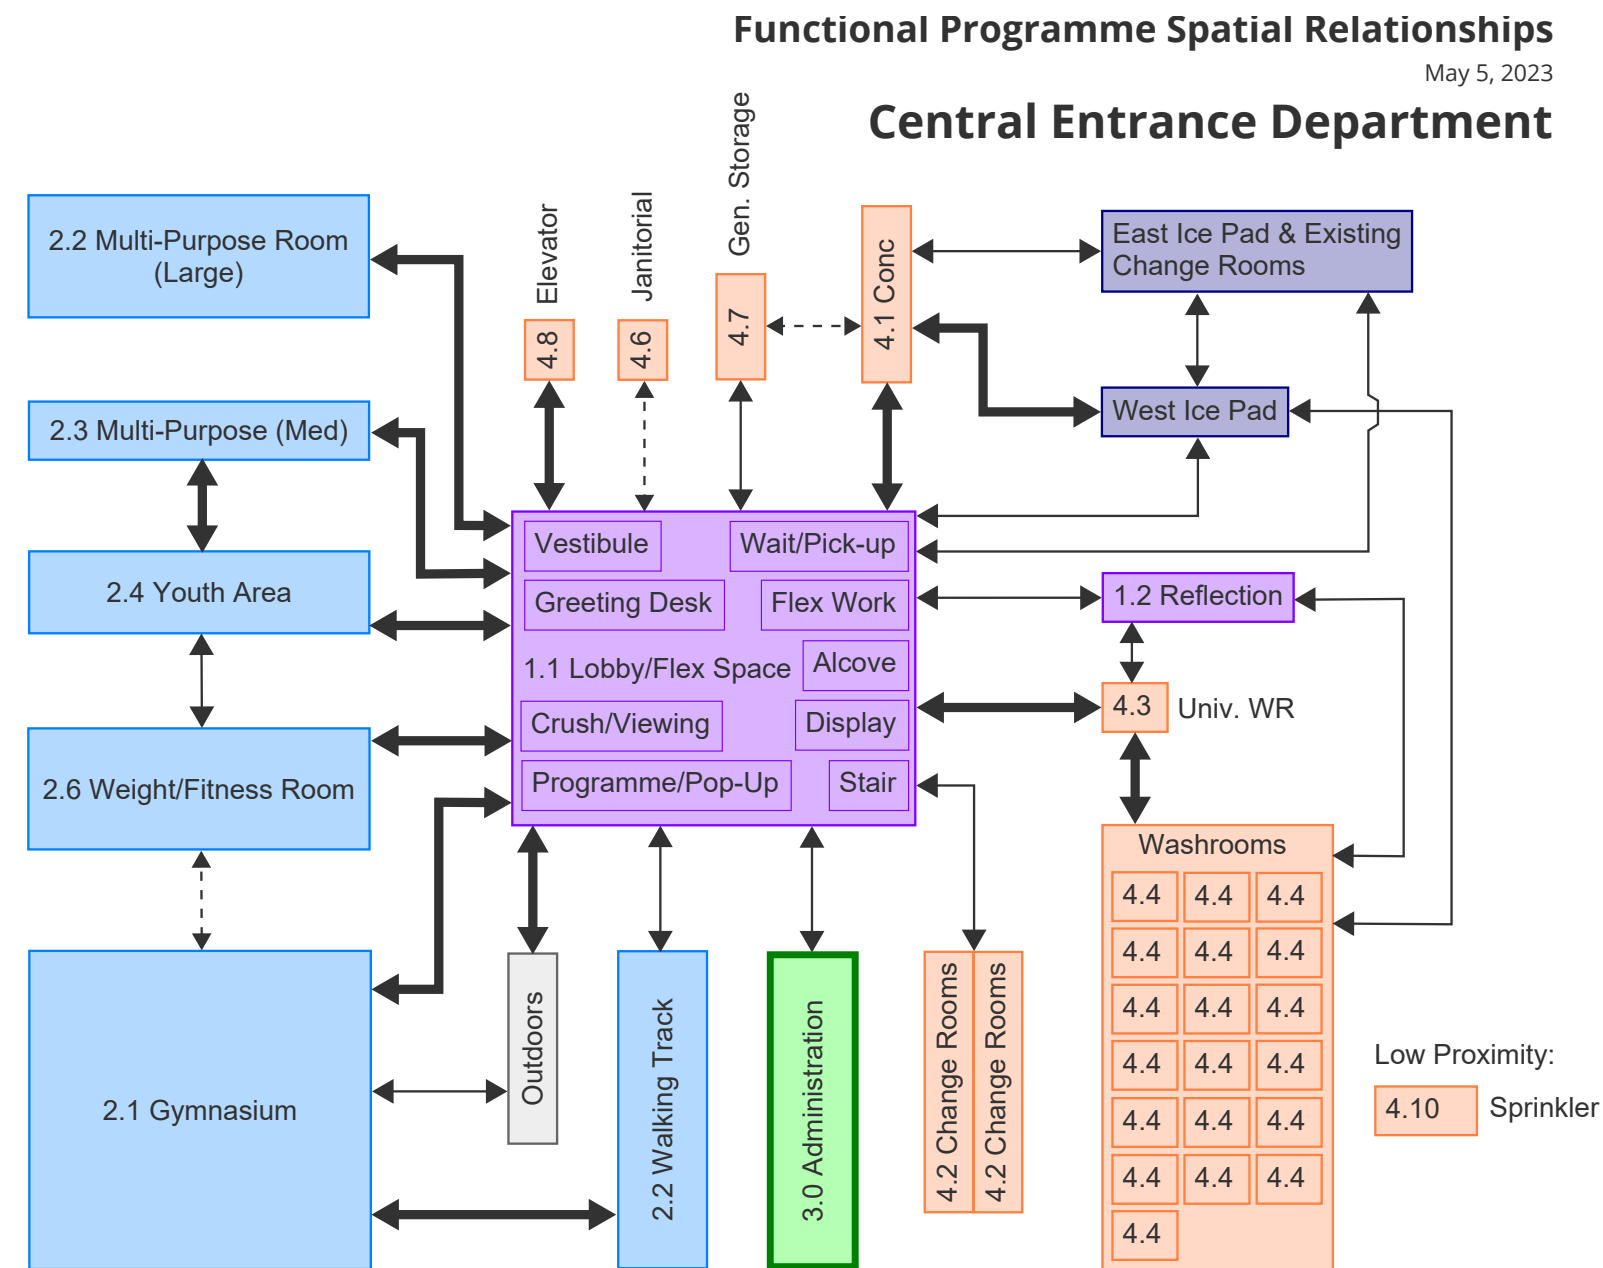 Functional Programme Spatial Relationships
May 5, 2023
Central Entrance Department
2.2 Multi-Purpose Room
(Large)
Elevator
4.8
Janitorial
4.6
Gen. Storage
4.7
4.1 Conc
East Ice Pad & Existing
Change Rooms
2.3 Multi-Purpose (Med)
West Ice Pad
2.4 Youth Area
Vestibule
Wait/Pick-up
Greeting Desk
Flex Work
1.1 Lobby/Flex Space
Alcove
Crush/Viewing
Display
Programme/Pop-Up
Stair
1.2 Reflection
4.3
Univ. WR
2.6 Weight/Fitness Room
2.1 Gymnasium
Outdoors
2.2 Walking Track
3.0 Administration
4.2 Change Rooms
4.2 Change Rooms
Washrooms
4.4 4.4 4.4
4.4 4.4 4.4
4.4 4.4 4.4
4.4 4.4 4.4
4.4 4.4 4.4
4.4 4.4 4.4
4.4
Low Proximity:
4.10 Sprinkler